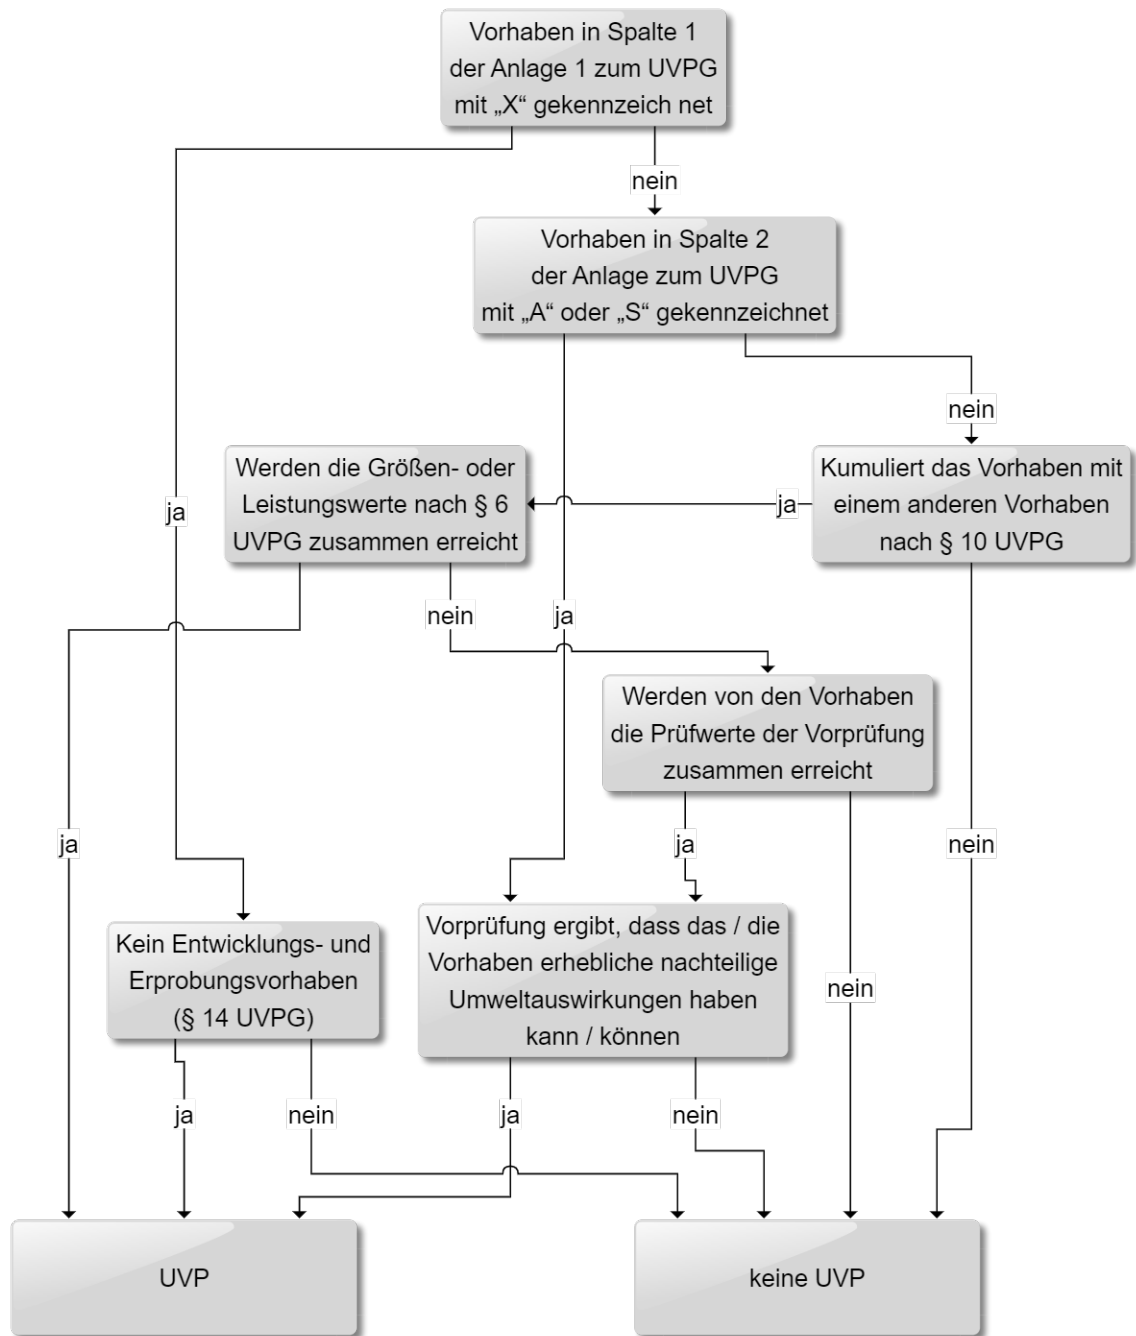 Vorhaben in Spalte 1
der Anlage 1 zum UVPG
mit „X“ gekennzeich net
nein
Vorhaben in Spalte 2
der Anlage zum UVPG
mit „A“ oder „S“ gekennzeichnet
nein
Werden die Größen- oder
Leistungswerte nach § 6
UVPG zusammen erreicht
ja
Kumuliert das Vorhaben mit
einem anderen Vorhaben
nach § 10 UVPG
ja
nein
ja
Werden von den Vorhaben
die Prüfwerte der Vorprüfung
zusammen erreicht
ja
ja
nein
Kein Entwicklungs- und
Erprobungsvorhaben
(§ 14 UVPG)
Vorprüfung ergibt, dass das / die
Vorhaben erhebliche nachteilige
Umweltauswirkungen haben
kann / können
nein
ja
nein
ja
nein
UVP
keine UVP